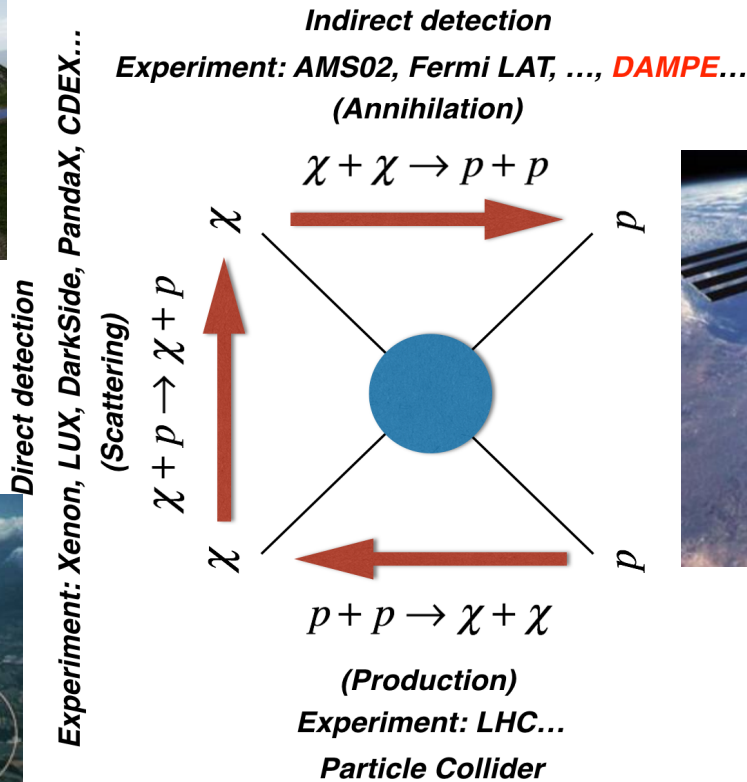 Indirect detection
Experiment: AMS02, Fermi LAT, …, DAMPE…
(Annihilation)
χ + χ → p + p
χ
p
Direct detection
Experiment: Xenon, LUX, DarkSide, PandaX, CDEX…
(Scattering)
χ + p → χ + p
χ
p
p + p → χ + χ
(Production)
Experiment: LHC…
Particle Collider